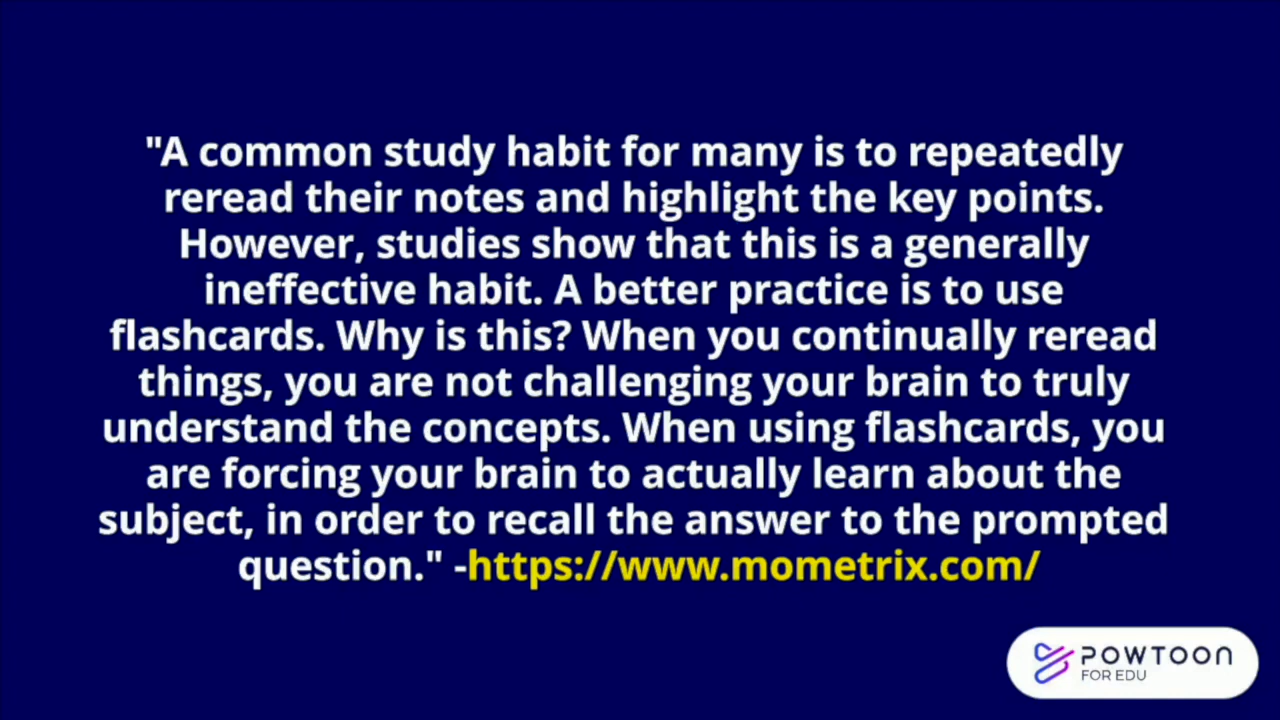 "A common study habit for many is to repeatedly
reread their notes and highlight the key points.
However, studies show that this is a generally
ineffective habit. A better practice is to use
flashcards. Why is this? When you continually reread
things, you are not challenging your brain to truly
understand the concepts. When using flashcards, you
are forcing your brain to actually learn about the
subject, in order to recall the answer to the prompted
question." -https://www.mometrix.com/
POWTOON
FOR EDU